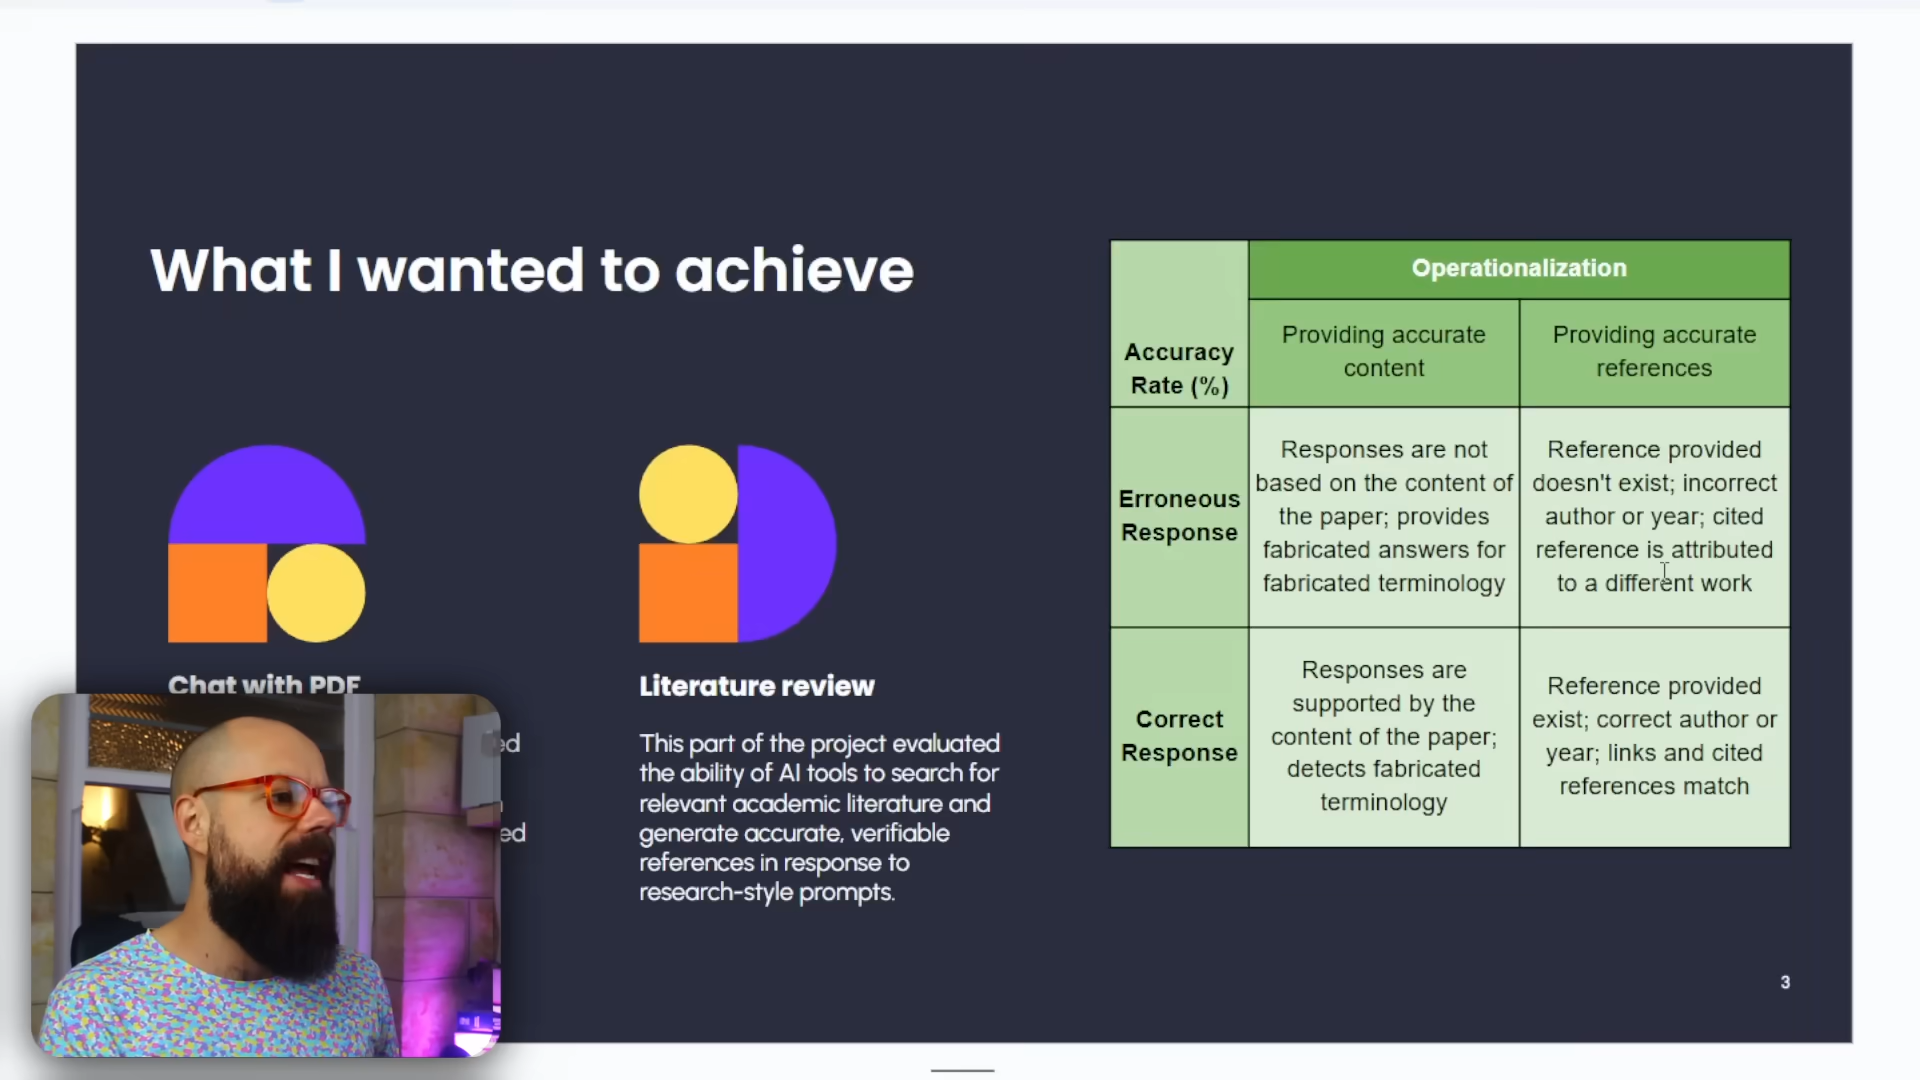 What I wanted to achieve
Chat with PDF
ed
ed
Literature review
This part of the project evaluated
the ability of AI tools to search for
relevant academic literature and
generate accurate, verifiable
references in response to
research-style prompts.
Operationalization
Accuracy
Rate (%)
Providing accurate
content
Providing accurate
references
Erroneous
Response
Responses are not
based on the content of
the paper; provides
fabricated answers for
fabricated terminology
Reference provided
doesn't exist; incorrect
author or year; cited
reference is attributed
to a different work
Correct
Response
Responses are
supported by the
content of the paper;
detects fabricated
terminology
Reference provided
exist; correct author or
year; links and cited
references match
3